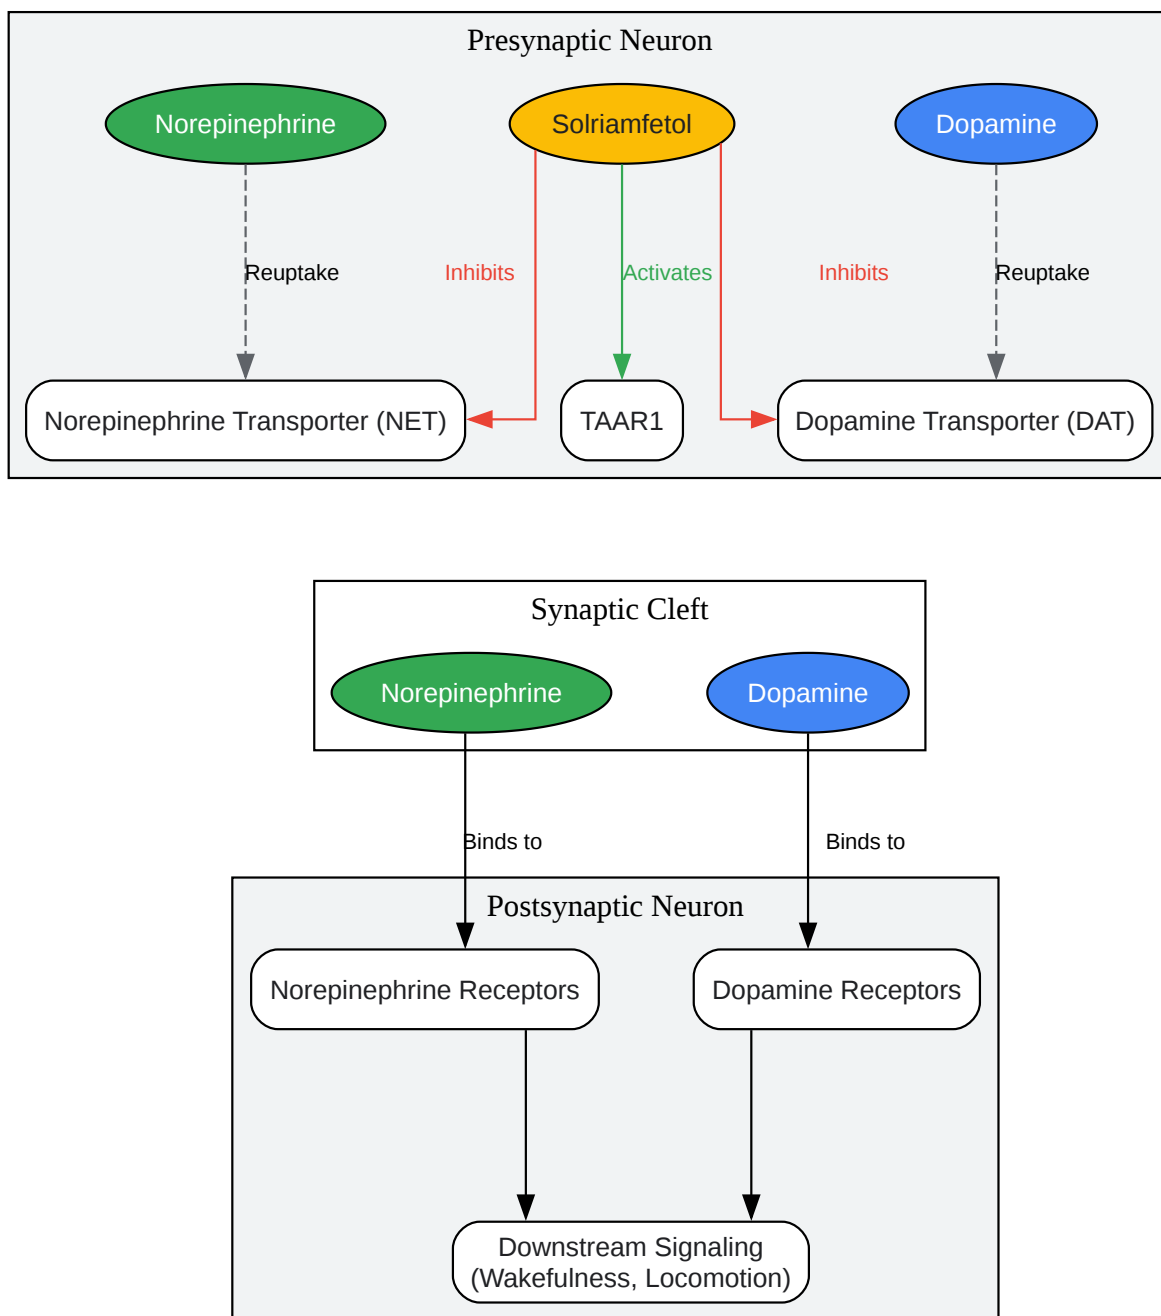 Presynaptic Neuron
Norepinephrine
Solriamfetol
Dopamine
Reuptake
Inhibits
Activates
Inhibits
Reuptake
Norepinephrine Transporter (NET)
TAAR1
Dopamine Transporter (DAT)
Synaptic Cleft
Norepinephrine
Dopamine
Binds to
Binds to
Postsynaptic Neuron
Norepinephrine Receptors
Dopamine Receptors
Downstream Signaling
(Wakefulness, Locomotion)